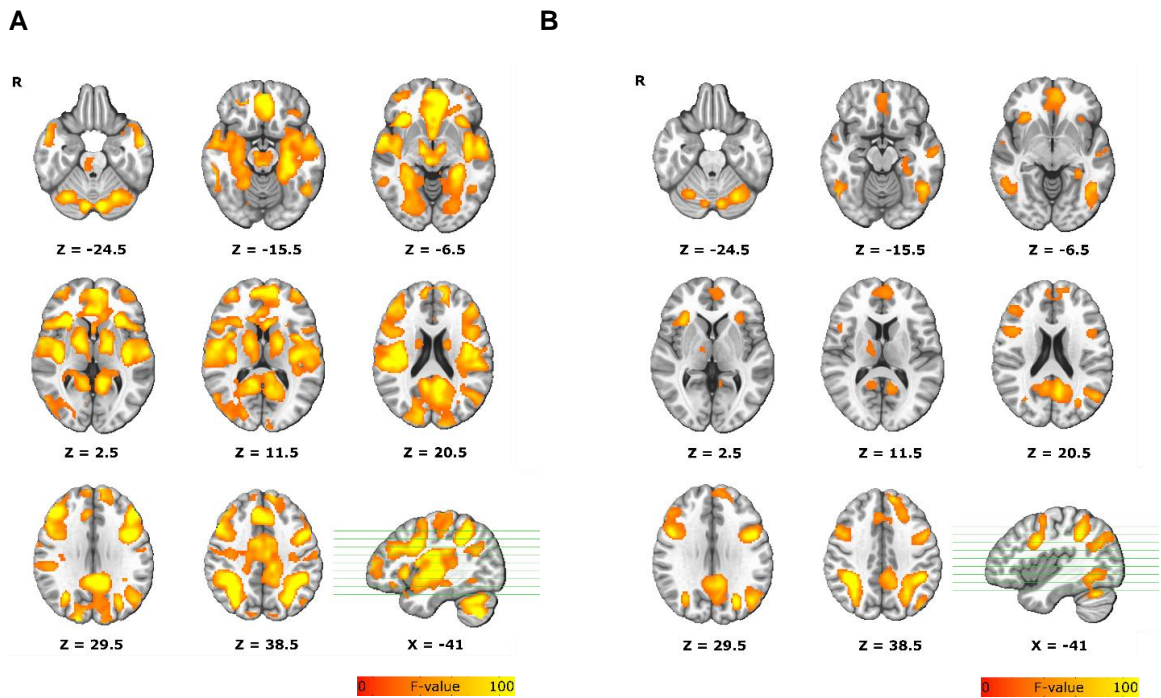 A
R
Z = -24.5 Z = -15.5 Z = -6.5
Z = 2.5 Z = 11.5 Z = 20.5
Z = 29.5 Z = 38.5 X = -41
0 F-value 100
B
R
Z = -24.5 Z = -15.5 Z = -6.5
Z = 2.5 Z = 11.5 Z = 20.5
Z = 29.5 Z = 38.5 X = -41
0 F-value 100